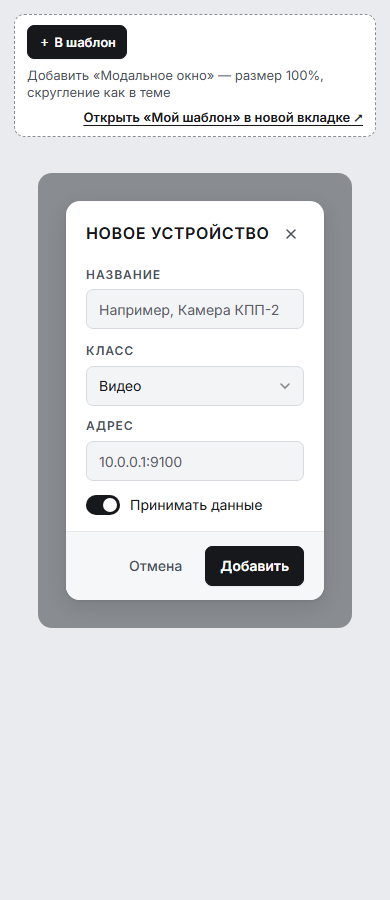 + В шаблон
Добавить «Модальное окно» — размер 100%,
скругление как в теме
Открыть «Мой шаблон» в новой вкладке ↗
НОВОЕ УСТРОЙСТВО ×
НАЗВАНИЕ
Например, Камера КПП-2
КЛАСС
Видео
АДРЕС
10.0.0.1:9100
Принимать данные
Отмена Добавить